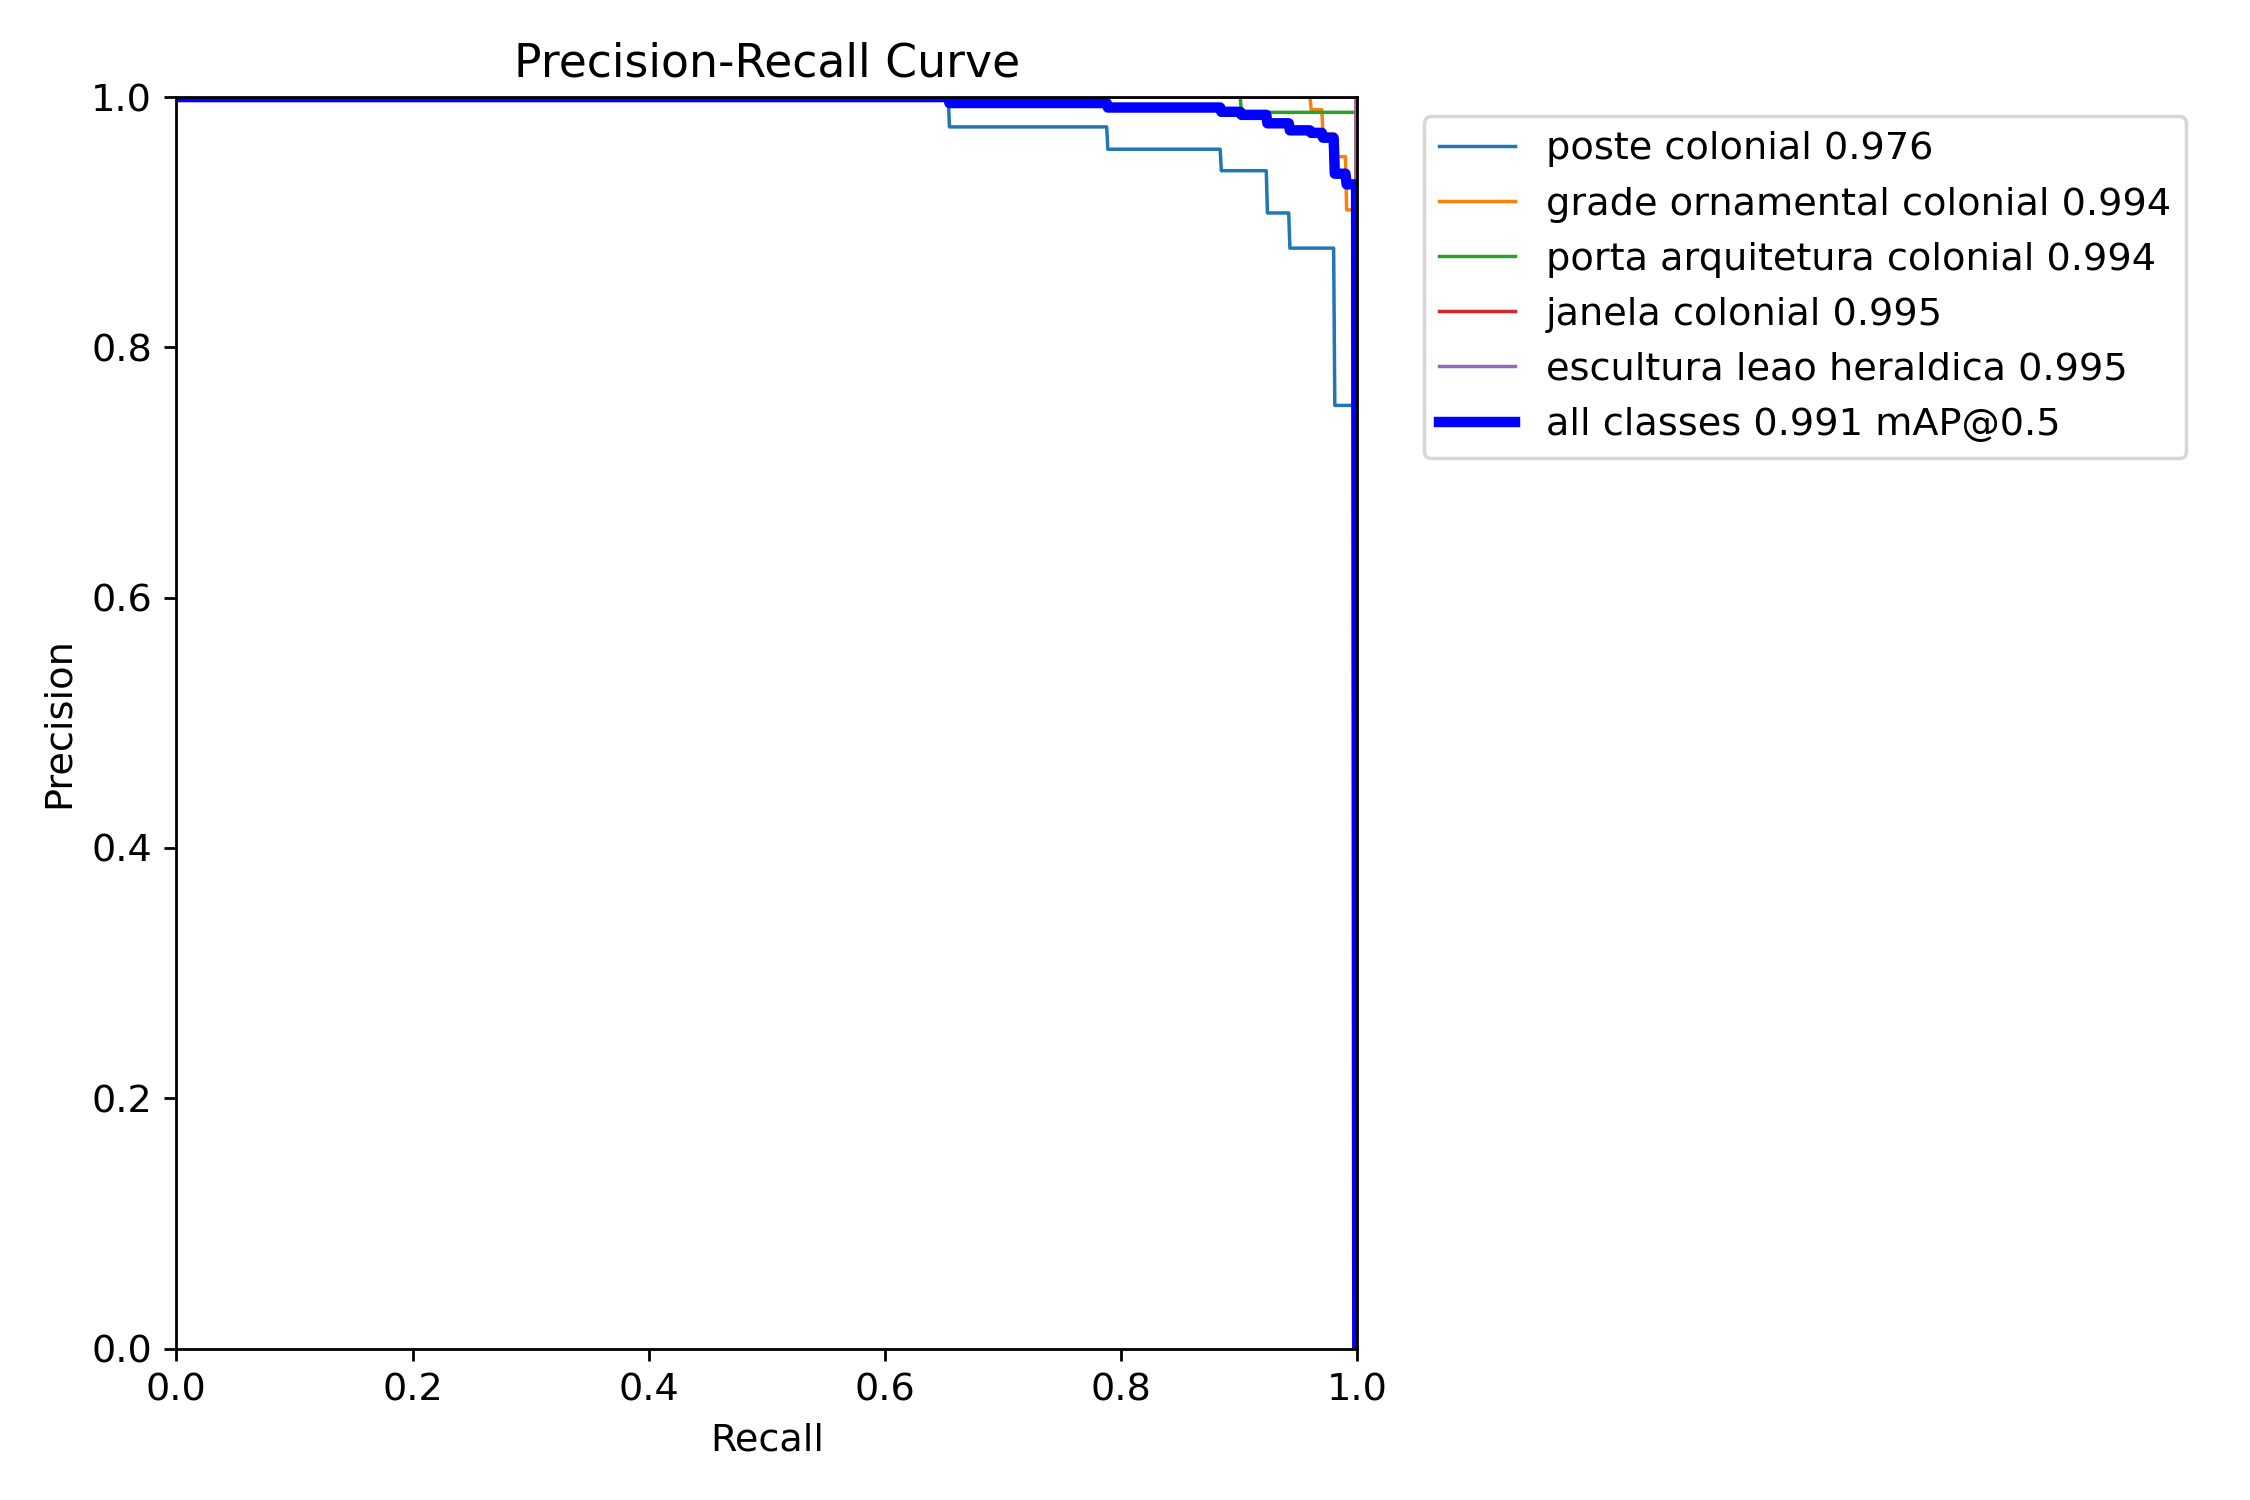 Precision-Recall Curve
1.0
0.8
0.6
0.4
0.2
0.0
Precision
0.0 0.2 0.4 0.6 0.8 1.0
Recall
poste colonial 0.976
grade ornamental colonial 0.994
porta arquitetura colonial 0.994
janela colonial 0.995
escultura leao heraldica 0.995
all classes 0.991 mAP@0.5